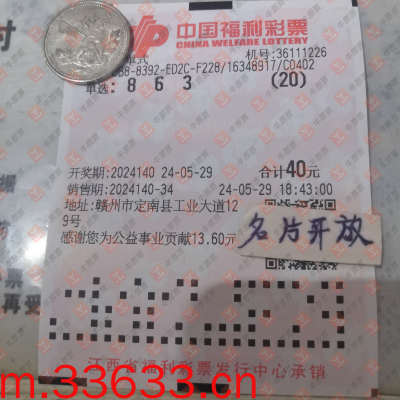 中国福利彩票
CHINA WELFARE LOTTERY
单式
机号:36111226
8392-ED2C-F228/16348917/C0402
单选: 8 6 3 (20)
开奖期:2024140 24-05-29 合计40元
销售期:2024140-34 24-05-29 18:43:00
地址:赣州市定南县工业大道12
9号
感谢您为公益事业贡献13.60元
名片开放
再受
江西省福利彩票发行中心承销
m.33633.cn